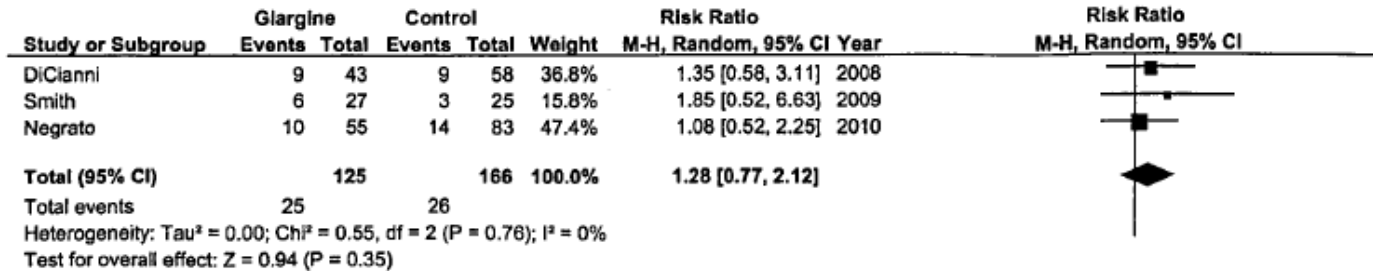 Glargine Control Risk Ratio Risk Ratio
Study or Subgroup Events Total Events Total Weight M-H, Random, 95% CI Year M-H, Random, 95% CI
DiCianni 9 43 9 58 36.8% 1.35 [0.58, 3.11] 2008
Smith 6 27 3 25 15.8% 1.85 [0.52, 6.63] 2009
Negrato 10 55 14 83 47.4% 1.08 [0.52, 2.25] 2010
Total (95% CI) 125 166 100.0% 1.28 [0.77, 2.12]
Total events 25 26
Heterogeneity: Tau² = 0.00; Chi² = 0.55, df = 2 (P = 0.76); I² = 0%
Test for overall effect: Z = 0.94 (P = 0.35)